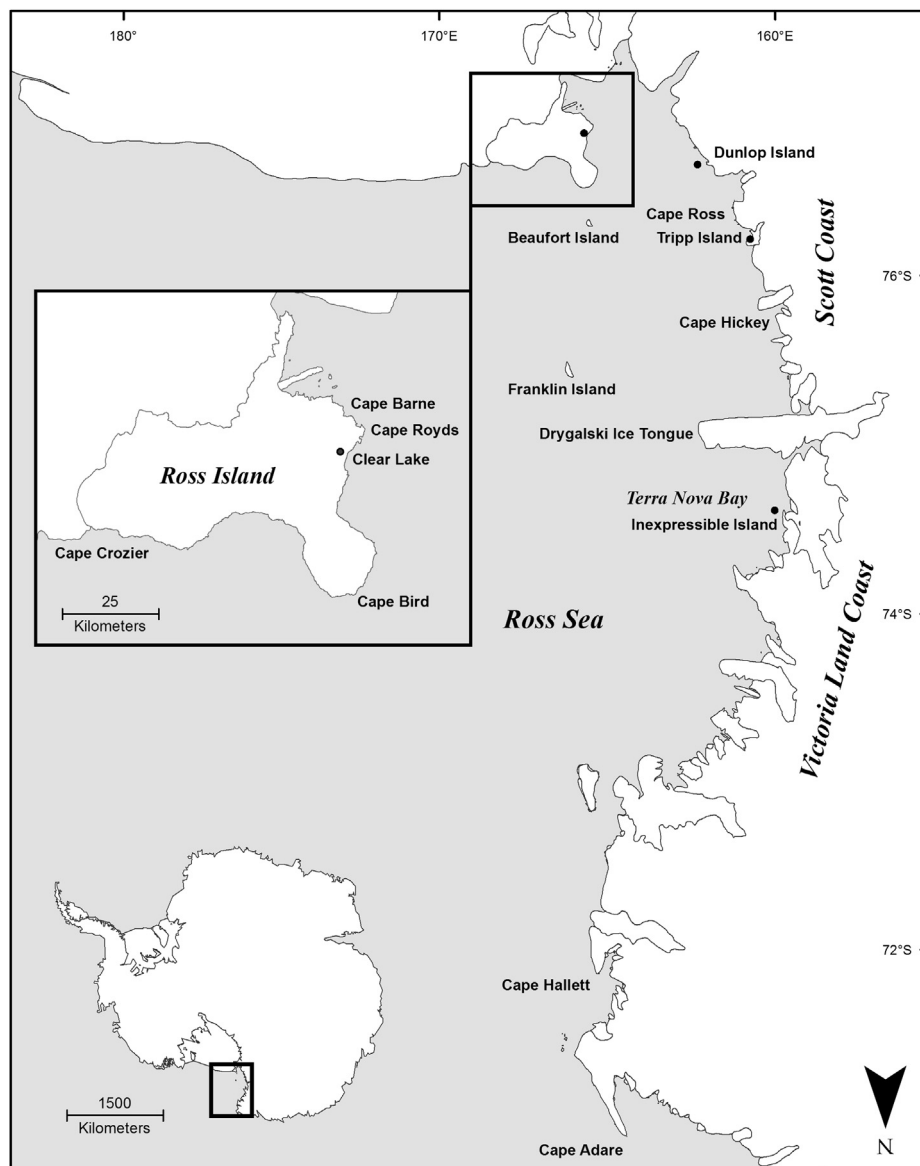 180°
170°E
160°E
Dunlop Island
Cape Ross
Beaufort Island
Tripp Island
Scott Coast
76°S
Cape Hickey
Franklin Island
Cape Barne
Cape Royds
Drygalski Ice Tongue
Clear Lake
Ross Island
Terra Nova Bay
Inexpressible Island
Cape Crozier
25
Kilometers
Cape Bird
Ross Sea
74°S
Victoria Land Coast
72°S
Cape Hallett
1500
Kilometers
Cape Adare
N